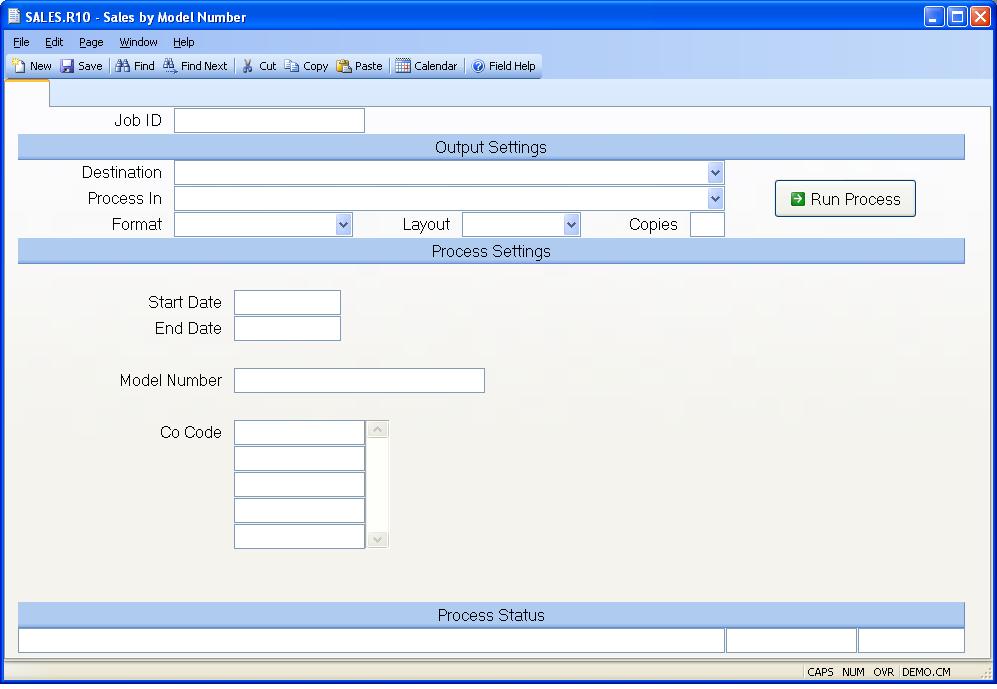 SALES.R10 - Sales by Model Number
File Edit Page Window Help
New Save Find Find Next Cut Copy Paste Calendar Field Help
Job ID
Output Settings
Destination
Process In
Run Process
Format Layout Copies
Process Settings
Start Date
End Date
Model Number
Co Code
Process Status
CAPS NUM OVR DEMO.CM